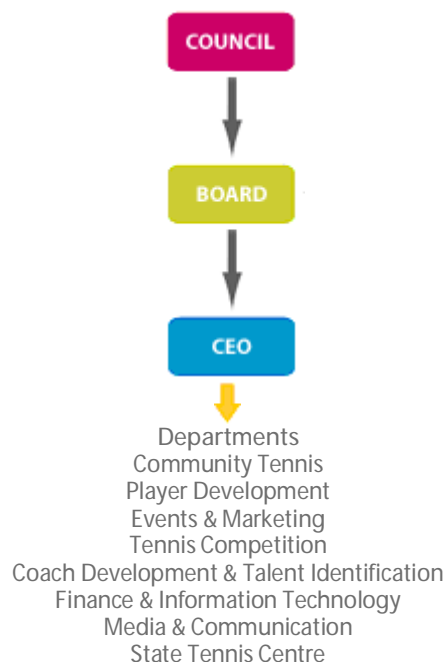 COUNCIL
BOARD
CEO
Departments
Community Tennis
Player Development
Events & Marketing
Tennis Competition
Coach Development & Talent Identification
Finance & Information Technology
Media & Communication
State Tennis Centre